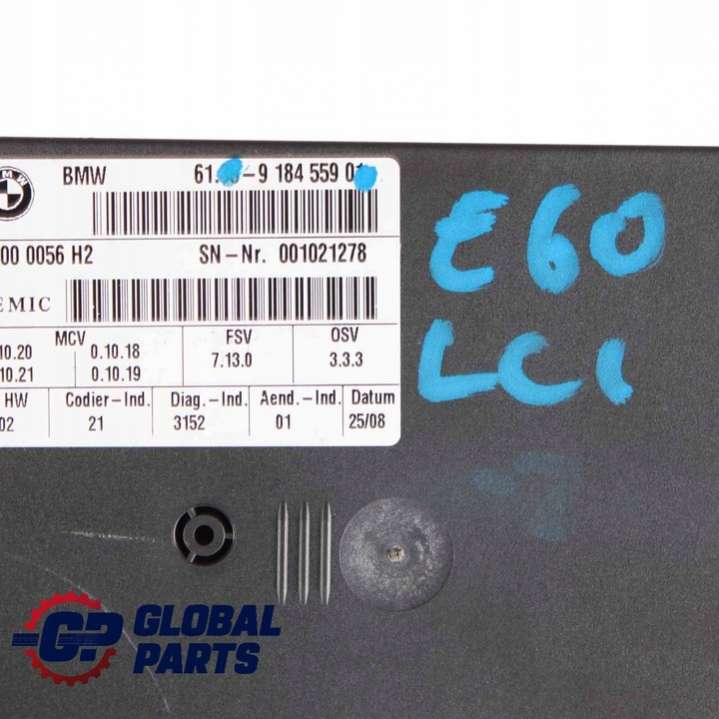 BMW 61. -9 184 559 0
00 0056 H2 SN-Nr. 001021278
EMIC
MCV FSV OSV
10.20 0.10.18 7.13.0 3.3.3
10.21 0.10.19
HW Codier-Ind. Diag.-Ind. Aend.-Ind. Datum
02 21 3152 01 25/08
E60
LCI
GP GLOBAL
PARTS